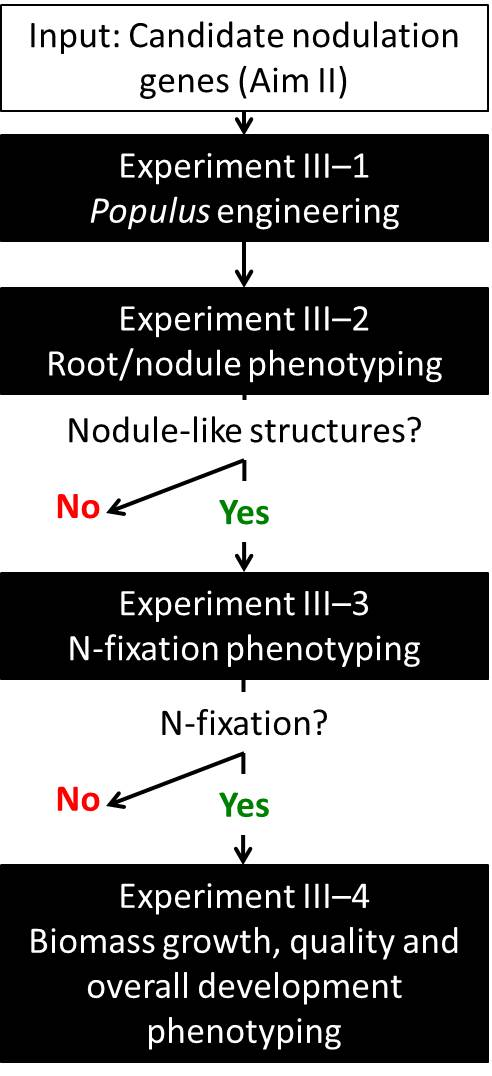 Input: Candidate nodulation
genes (Aim II)
Experiment III–1
Populus engineering
Experiment III–2
Root/nodule phenotyping
Nodule-like structures?
No
Yes
Experiment III–3
N-fixation phenotyping
N-fixation?
No
Yes
Experiment III–4
Biomass growth, quality and
overall development
phenotyping